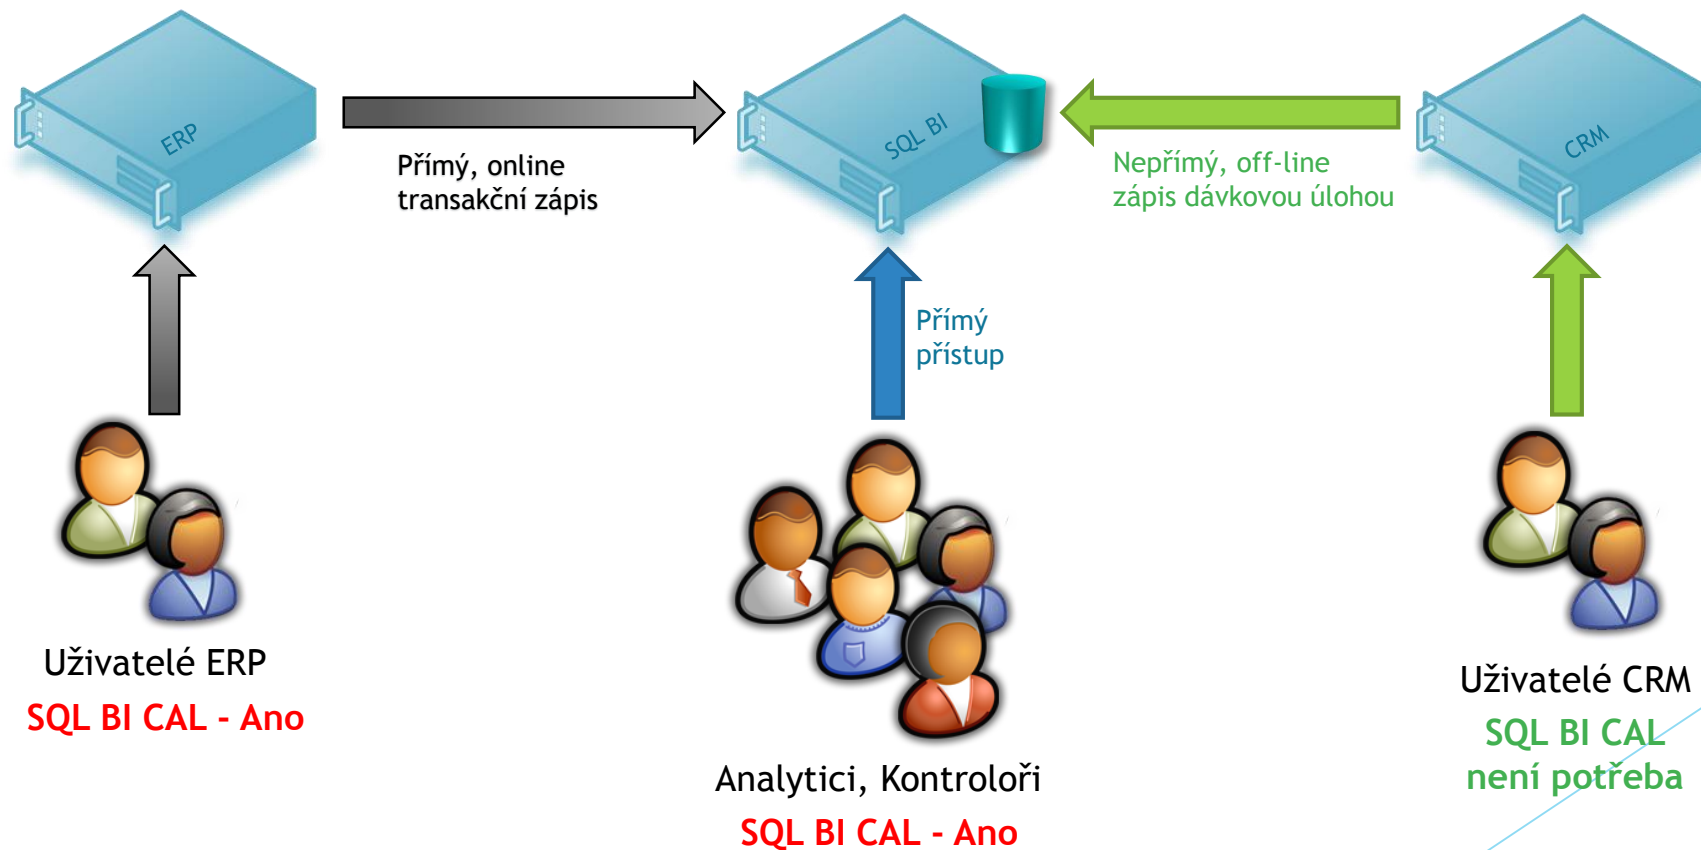 ERP
SQL BI
CRM
Přímý, online
transakční zápis
Nepřímý, off-line
zápis dávkovou úlohou
Přímý
přístup
Uživatelé ERP
SQL BI CAL - Ano
Analytici, Kontroloři
SQL BI CAL - Ano
Uživatelé CRM
SQL BI CAL
není potřeba